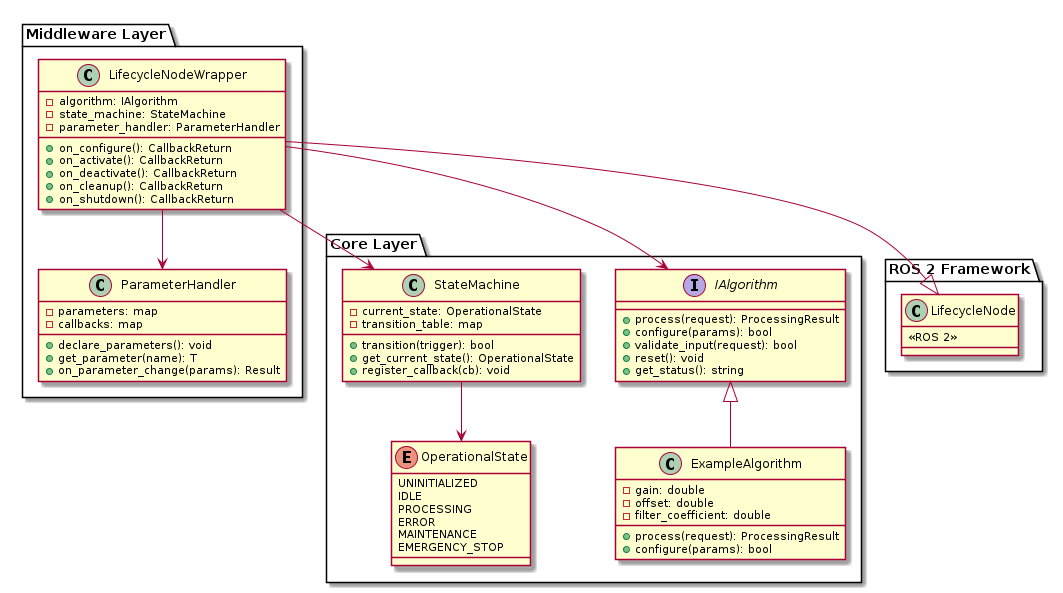 Middleware Layer
C LifecycleNodeWrapper
algorithm: IAlgorithm
state_machine: StateMachine
parameter_handler: ParameterHandler
on_configure(): CallbackReturn
on_activate(): CallbackReturn
on_deactivate(): CallbackReturn
on_cleanup(): CallbackReturn
on_shutdown(): CallbackReturn
C ParameterHandler
parameters: map
callbacks: map
declare_parameters(): void
get_parameter(name): T
on_parameter_change(params): Result
Core Layer
C StateMachine
current_state: OperationalState
transition_table: map
transition(trigger): bool
get_current_state(): OperationalState
register_callback(cb): void
I IAlgorithm
process(request): ProcessingResult
configure(params): bool
validate_input(request): bool
reset(): void
get_status(): string
E OperationalState
UNINITIALIZED
IDLE
PROCESSING
ERROR
MAINTENANCE
EMERGENCY_STOP
C ExampleAlgorithm
gain: double
offset: double
filter_coefficient: double
process(request): ProcessingResult
configure(params): bool
ROS 2 Framework
C LifecycleNode
«ROS 2»